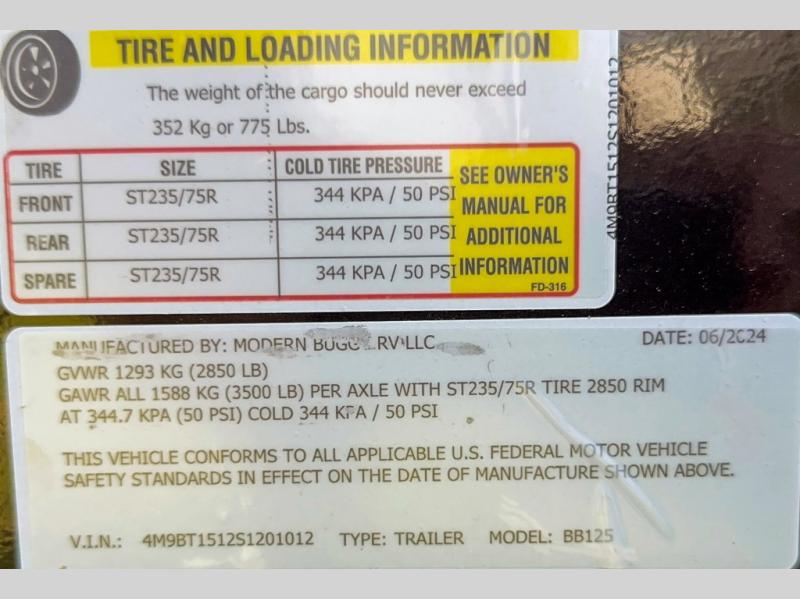 TIRE AND LOADING INFORMATION
The weight of the cargo should never exceed
352 Kg or 775 Lbs.
TIRE SIZE COLD TIRE PRESSURE
FRONT ST235/75R 344 KPA / 50 PSI
REAR ST235/75R 344 KPA / 50 PSI
SPARE ST235/75R 344 KPA / 50 PSI
SEE OWNER'S
MANUAL FOR
ADDITIONAL
INFORMATION
FD-316
4M9BT1512S1201012
MANUFACTURED BY: MODERN RV LLC DATE: 06/2024
GVWR 1293 KG (2850 LB)
GAWR ALL 1588 KG (3500 LB) PER AXLE WITH ST235/75R TIRE 2850 RIM
AT 344.7 KPA (50 PSI) COLD 344 KPA / 50 PSI
THIS VEHICLE CONFORMS TO ALL APPLICABLE U.S. FEDERAL MOTOR VEHICLE
SAFETY STANDARDS IN EFFECT ON THE DATE OF MANUFACTURE SHOWN ABOVE.
V.I.N.: 4M9BT1512S1201012 TYPE: TRAILER MODEL: BB125